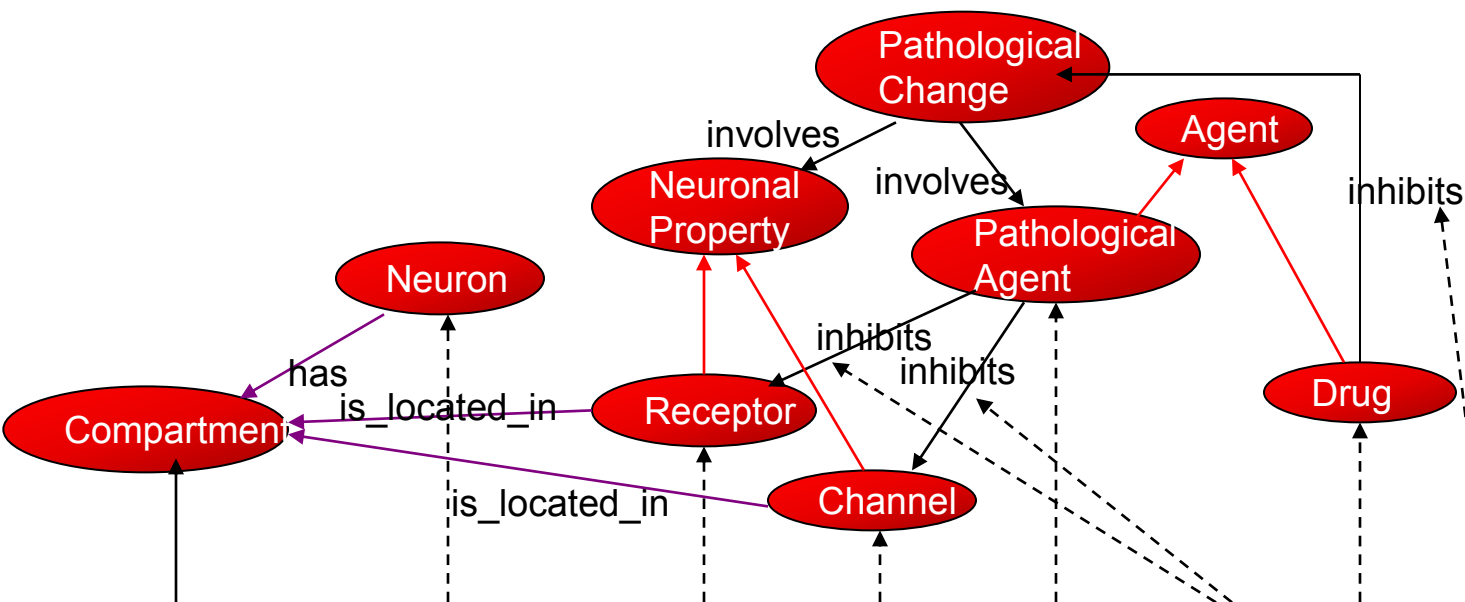 Pathological
Change
Agent
involves
involves
inhibits
Neuronal
Property
Pathological
Agent
Neuron
inhibits
inhibits
has
is_located_in
Receptor
Drug
Compartment
Channel
is_located_in